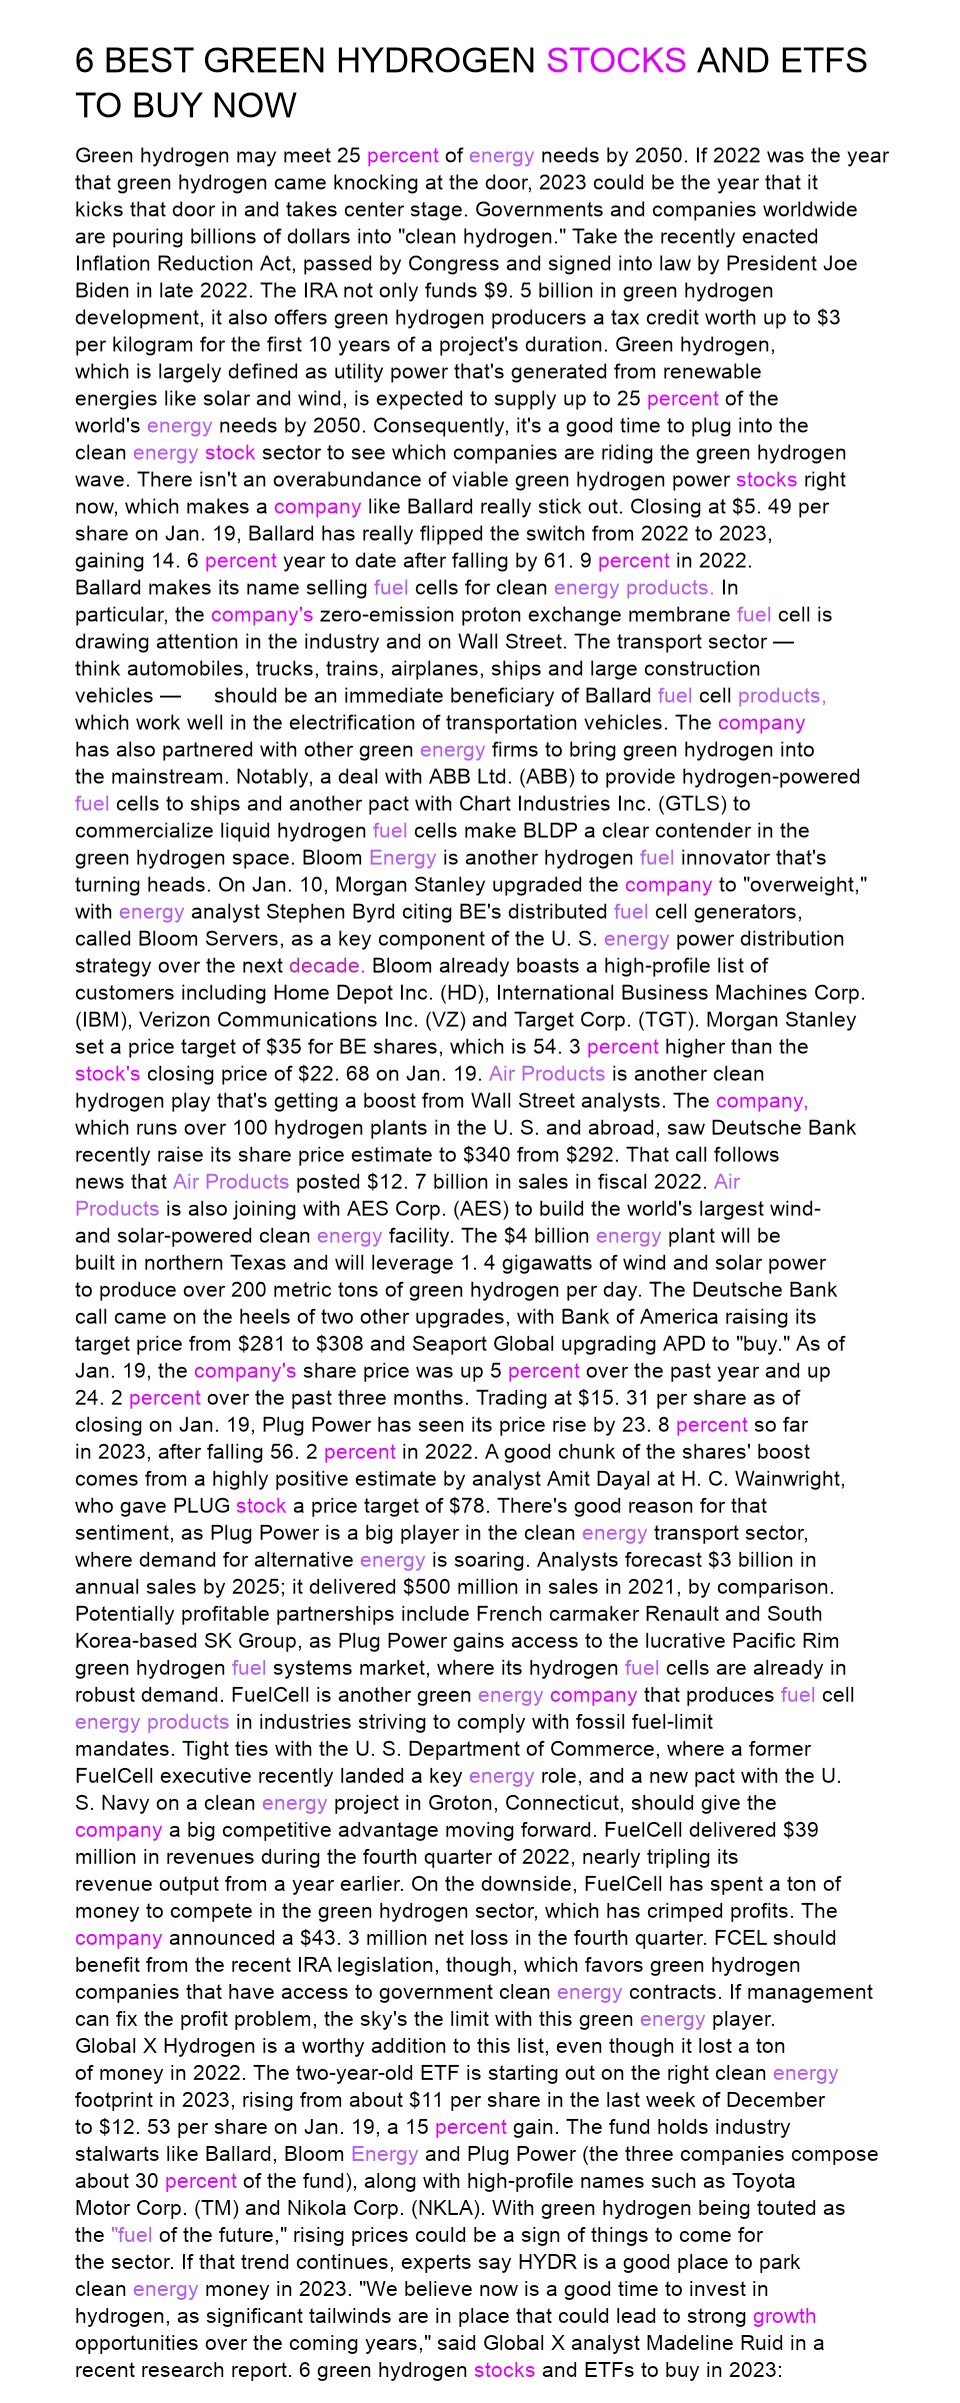 6 BEST GREEN HYDROGEN STOCKS AND ETFS
TO BUY NOW
Green hydrogen may meet 25 percent of energy needs by 2050. If 2022 was the year
that green hydrogen came knocking at the door, 2023 could be the year that it
kicks that door in and takes center stage. Governments and companies worldwide
are pouring billions of dollars into "clean hydrogen." Take the recently enacted
Inflation Reduction Act, passed by Congress and signed into law by President Joe
Biden in late 2022. The IRA not only funds $9. 5 billion in green hydrogen
development, it also offers green hydrogen producers a tax credit worth up to $3
per kilogram for the first 10 years of a project's duration. Green hydrogen,
which is largely defined as utility power that's generated from renewable
energies like solar and wind, is expected to supply up to 25 percent of the
world's energy needs by 2050. Consequently, it's a good time to plug into the
clean energy stock sector to see which companies are riding the green hydrogen
wave. There isn't an overabundance of viable green hydrogen power stocks right
now, which makes a company like Ballard really stick out. Closing at $5. 49 per
share on Jan. 19, Ballard has really flipped the switch from 2022 to 2023,
gaining 14. 6 percent year to date after falling by 61. 9 percent in 2022.
Ballard makes its name selling fuel cells for clean energy products. In
particular, the company's zero-emission proton exchange membrane fuel cell is
drawing attention in the industry and on Wall Street. The transport sector —
think automobiles, trucks, trains, airplanes, ships and large construction
vehicles — should be an immediate beneficiary of Ballard fuel cell products,
which work well in the electrification of transportation vehicles. The company
has also partnered with other green energy firms to bring green hydrogen into
the mainstream. Notably, a deal with ABB Ltd. (ABB) to provide hydrogen-powered
fuel cells to ships and another pact with Chart Industries Inc. (GTLS) to
commercialize liquid hydrogen fuel cells make BLDP a clear contender in the
green hydrogen space. Bloom Energy is another hydrogen fuel innovator that's
turning heads. On Jan. 10, Morgan Stanley upgraded the company to "overweight,"
with energy analyst Stephen Byrd citing BE's distributed fuel cell generators,
called Bloom Servers, as a key component of the U. S. energy power distribution
strategy over the next decade. Bloom already boasts a high-profile list of
customers including Home Depot Inc. (HD), International Business Machines Corp.
(IBM), Verizon Communications Inc. (VZ) and Target Corp. (TGT). Morgan Stanley
set a price target of $35 for BE shares, which is 54. 3 percent higher than the
stock's closing price of $22. 68 on Jan. 19. Air Products is another clean
hydrogen play that's getting a boost from Wall Street analysts. The company,
which runs over 100 hydrogen plants in the U. S. and abroad, saw Deutsche Bank
recently raise its share price estimate to $340 from $292. That call follows
news that Air Products posted $12. 7 billion in sales in fiscal 2022. Air
Products is also joining with AES Corp. (AES) to build the world's largest wind-
and solar-powered clean energy facility. The $4 billion energy plant will be
built in northern Texas and will leverage 1. 4 gigawatts of wind and solar power
to produce over 200 metric tons of green hydrogen per day. The Deutsche Bank
call came on the heels of two other upgrades, with Bank of America raising its
target price from $281 to $308 and Seaport Global upgrading APD to "buy." As of
Jan. 19, the company's share price was up 5 percent over the past year and up
24. 2 percent over the past three months. Trading at $15. 31 per share as of
closing on Jan. 19, Plug Power has seen its price rise by 23. 8 percent so far
in 2023, after falling 56. 2 percent in 2022. A good chunk of the shares' boost
comes from a highly positive estimate by analyst Amit Dayal at H. C. Wainwright,
who gave PLUG stock a price target of $78. There's good reason for that
sentiment, as Plug Power is a big player in the clean energy transport sector,
where demand for alternative energy is soaring. Analysts forecast $3 billion in
annual sales by 2025; it delivered $500 million in sales in 2021, by comparison.
Potentially profitable partnerships include French carmaker Renault and South
Korea-based SK Group, as Plug Power gains access to the lucrative Pacific Rim
green hydrogen fuel systems market, where its hydrogen fuel cells are already in
robust demand. FuelCell is another green energy company that produces fuel cell
energy products in industries striving to comply with fossil fuel-limit
mandates. Tight ties with the U. S. Department of Commerce, where a former
FuelCell executive recently landed a key energy role, and a new pact with the U.
S. Navy on a clean energy project in Groton, Connecticut, should give the
company a big competitive advantage moving forward. FuelCell delivered $39
million in revenues during the fourth quarter of 2022, nearly tripling its
revenue output from a year earlier. On the downside, FuelCell has spent a ton of
money to compete in the green hydrogen sector, which has crimped profits. The
company announced a $43. 3 million net loss in the fourth quarter. FCEL should
benefit from the recent IRA legislation, though, which favors green hydrogen
companies that have access to government clean energy contracts. If management
can fix the profit problem, the sky's the limit with this green energy player.
Global X Hydrogen is a worthy addition to this list, even though it lost a ton
of money in 2022. The two-year-old ETF is starting out on the right clean energy
footprint in 2023, rising from about $11 per share in the last week of December
to $12. 53 per share on Jan. 19, a 15 percent gain. The fund holds industry
stalwarts like Ballard, Bloom Energy and Plug Power (the three companies compose
about 30 percent of the fund), along with high-profile names such as Toyota
Motor Corp. (TM) and Nikola Corp. (NKLA). With green hydrogen being touted as
the "fuel of the future," rising prices could be a sign of things to come for
the sector. If that trend continues, experts say HYDR is a good place to park
clean energy money in 2023. "We believe now is a good time to invest in
hydrogen, as significant tailwinds are in place that could lead to strong growth
opportunities over the coming years," said Global X analyst Madeline Ruid in a
recent research report. 6 green hydrogen stocks and ETFs to buy in 2023: